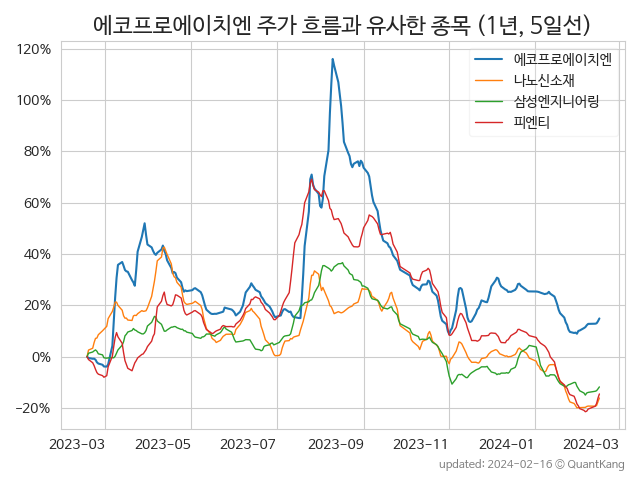 에코프로에이치엔 주가 흐름과 유사한 종목 (1년, 5일선)
120%
100%
80%
60%
40%
20%
0%
−20%
에코프로에이치엔
나노신소재
삼성엔지니어링
피엔티
2023-03 2023-05 2023-07 2023-09 2023-11 2024-01 2024-03
updated: 2024-02-16 © QuantKang